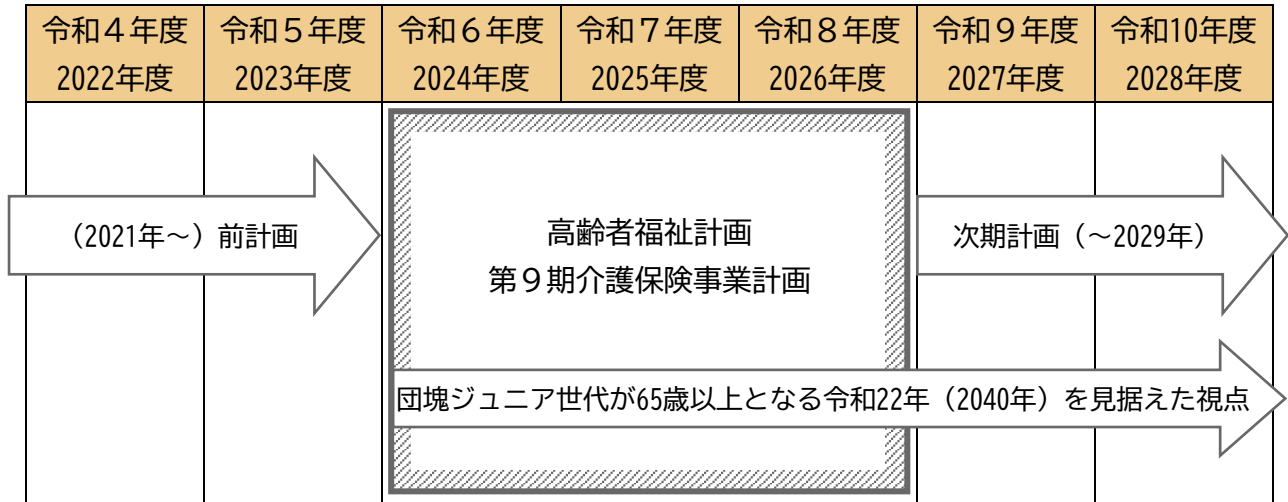 令和４年度 令和５年度 令和６年度 令和７年度 令和８年度 令和９年度 令和10年度
2022年度 2023年度 2024年度 2025年度 2026年度 2027年度 2028年度
（2021年～）前計画
高齢者福祉計画
第９期介護保険事業計画
次期計画（～2029年）
団塊ジュニア世代が65歳以上となる令和22年（2040年）を見据えた視点